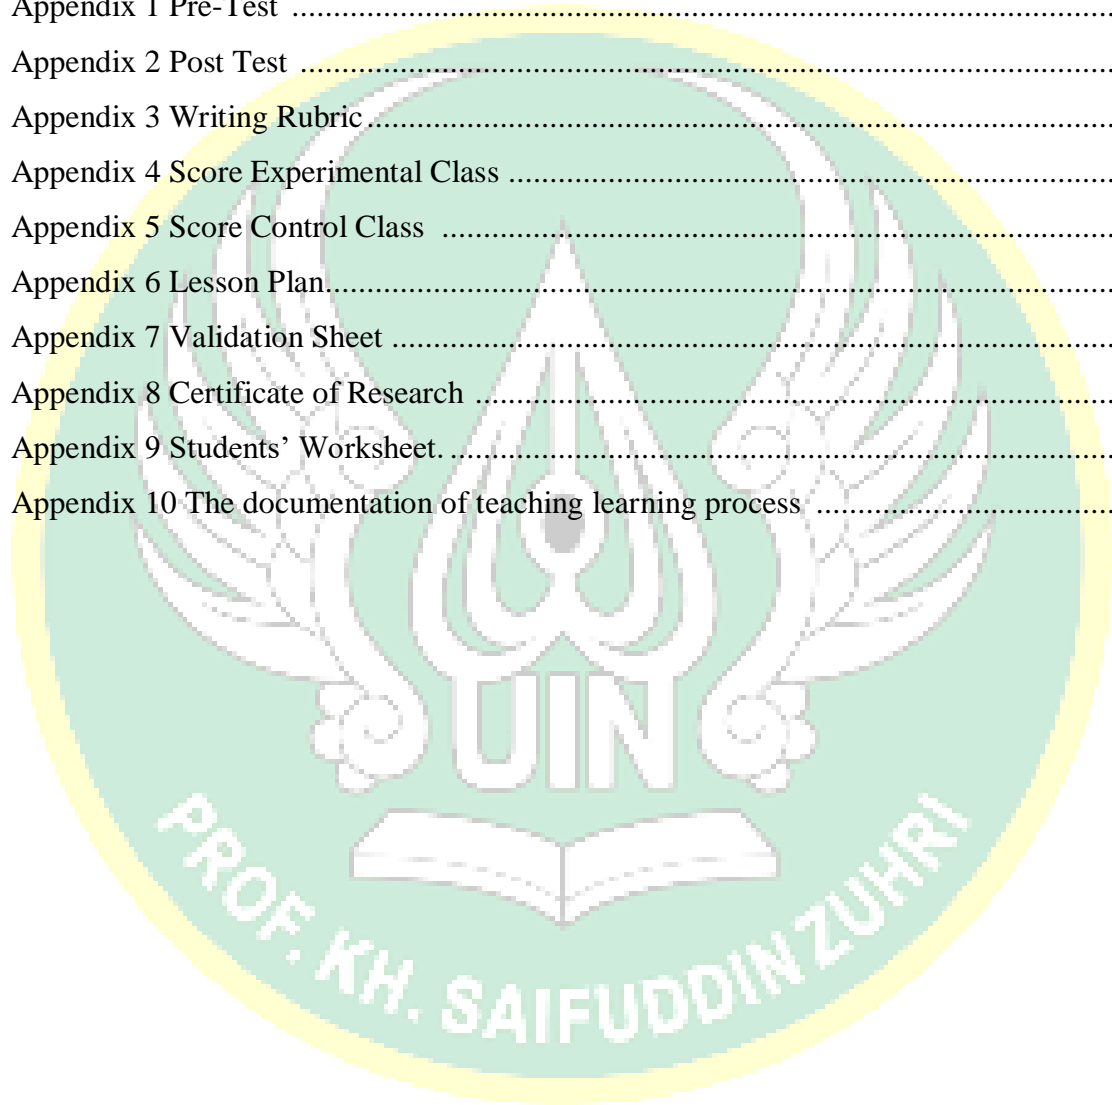 Appendix 1 Pre-Test ........................................................................................................
Appendix 2 Post Test .......................................................................................................
Appendix 3 Writing Rubric..............................................................................................
Appendix 4 Score Experimental Class ............................................................................
Appendix 5 Score Control Class ....................................................................................
Appendix 6 Lesson Plan...................................................................................................
Appendix 7 Validation Sheet ...........................................................................................
Appendix 8 Certificate of Research .................................................................................
Appendix 9 Students’ Worksheet. ....................................................................................
Appendix 10 The documentation of teaching learning process ......................................
UIN
PROF. KH. SAIFUDDIN ZUHRI